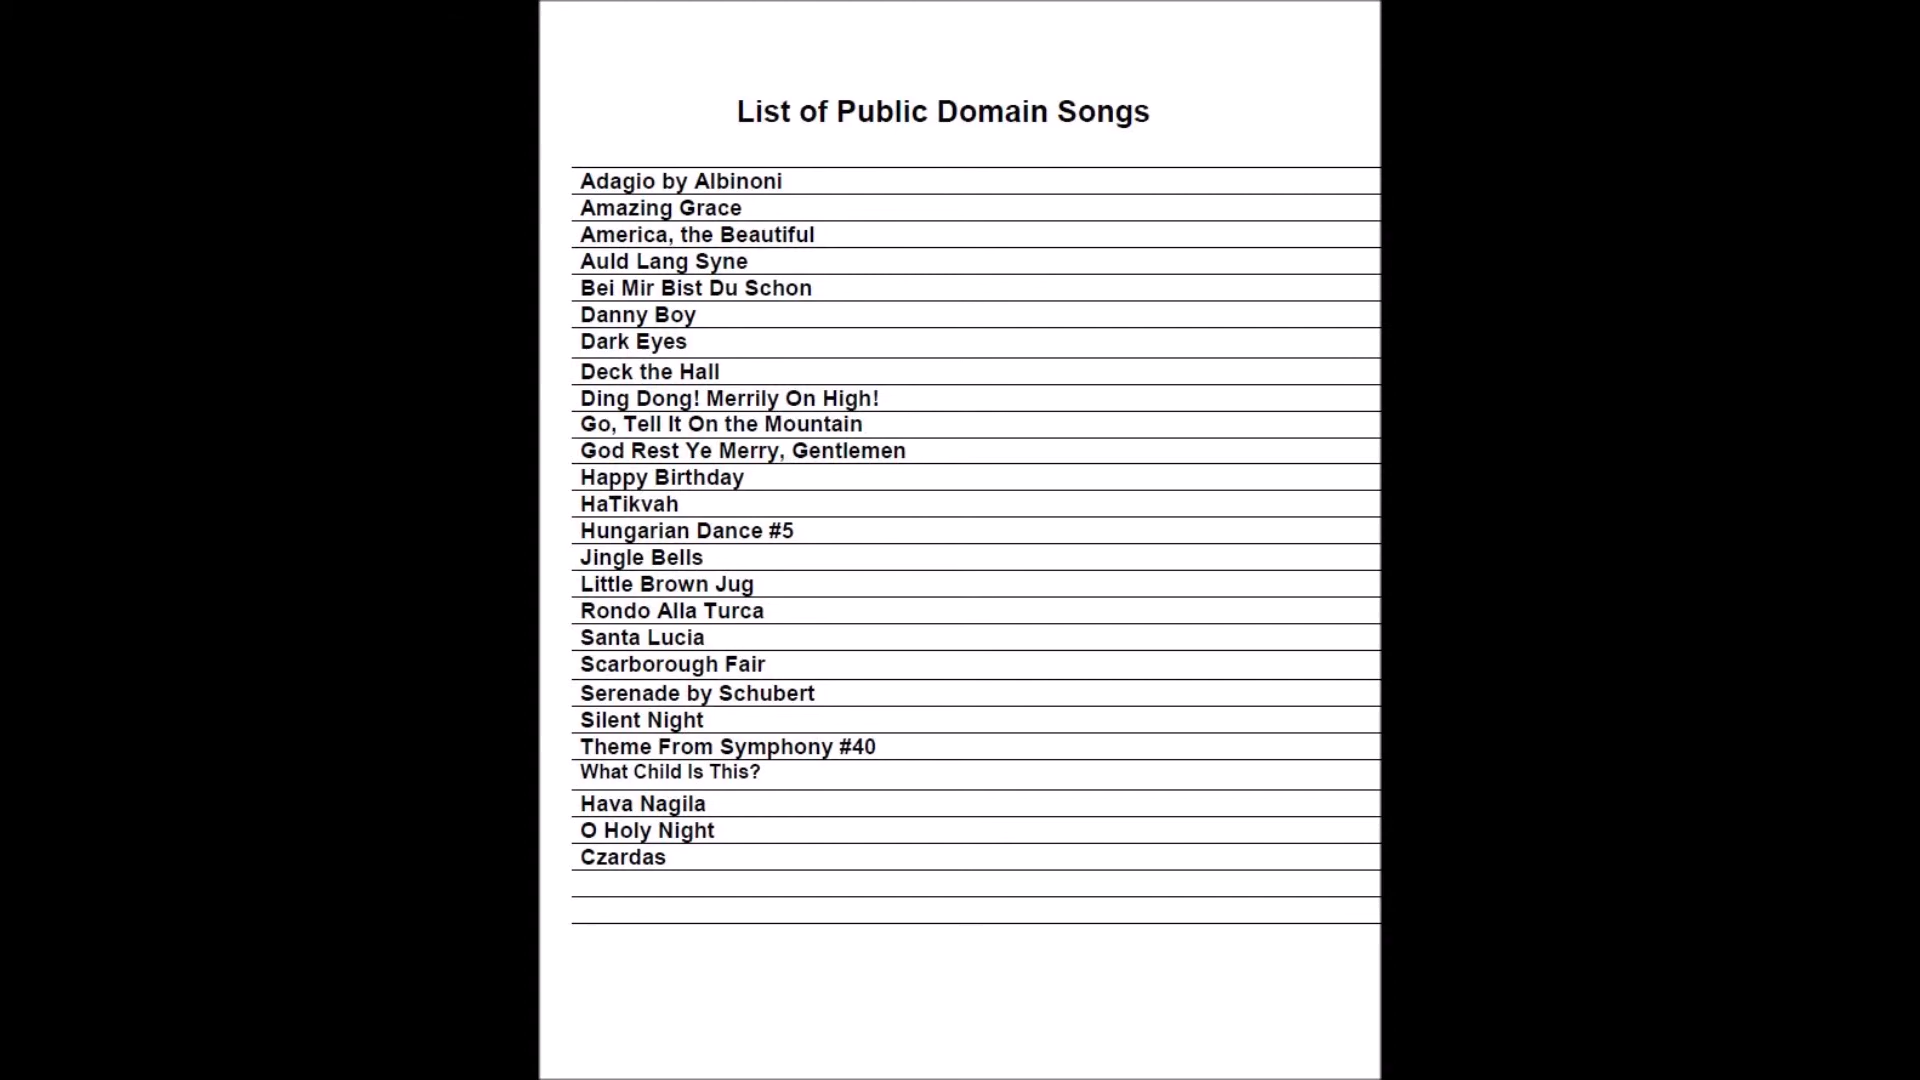 List of Public Domain Songs
Adagio by Albinoni
Amazing Grace
America, the Beautiful
Auld Lang Syne
Bei Mir Bist Du Schon
Danny Boy
Dark Eyes
Deck the Hall
Ding Dong! Merrily On High!
Go, Tell It On the Mountain
God Rest Ye Merry, Gentlemen
Happy Birthday
HaTikvah
Hungarian Dance #5
Jingle Bells
Little Brown Jug
Rondo Alla Turca
Santa Lucia
Scarborough Fair
Serenade by Schubert
Silent Night
Theme From Symphony #40
What Child Is This?
Hava Nagila
O Holy Night
Czardas